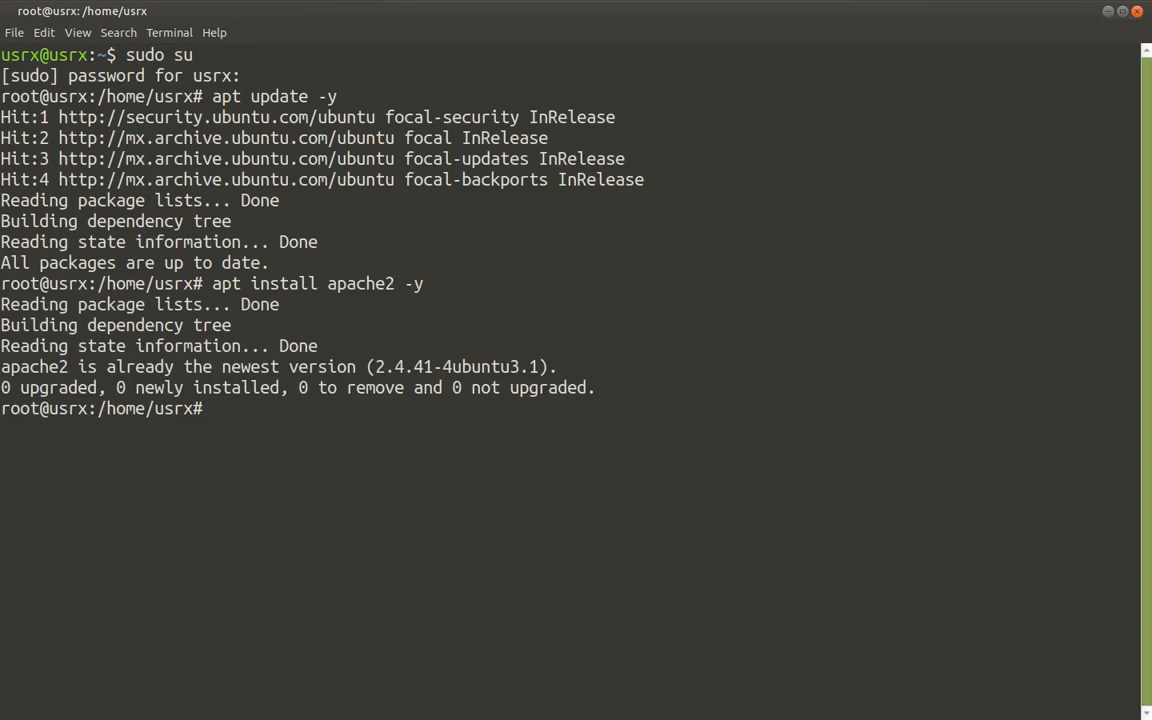 root@usrx: /home/usrx
File Edit View Search Terminal Help
usrx@usrx:~$ sudo su
[sudo] password for usrx:
root@usrx:/home/usrx# apt update -y
Hit:1 http://security.ubuntu.com/ubuntu focal-security InRelease
Hit:2 http://mx.archive.ubuntu.com/ubuntu focal InRelease
Hit:3 http://mx.archive.ubuntu.com/ubuntu focal-updates InRelease
Hit:4 http://mx.archive.ubuntu.com/ubuntu focal-backports InRelease
Reading package lists... Done
Building dependency tree
Reading state information... Done
All packages are up to date.
root@usrx:/home/usrx# apt install apache2 -y
Reading package lists... Done
Building dependency tree
Reading state information... Done
apache2 is already the newest version (2.4.41-4ubuntu3.1).
0 upgraded, 0 newly installed, 0 to remove and 0 not upgraded.
root@usrx:/home/usrx#